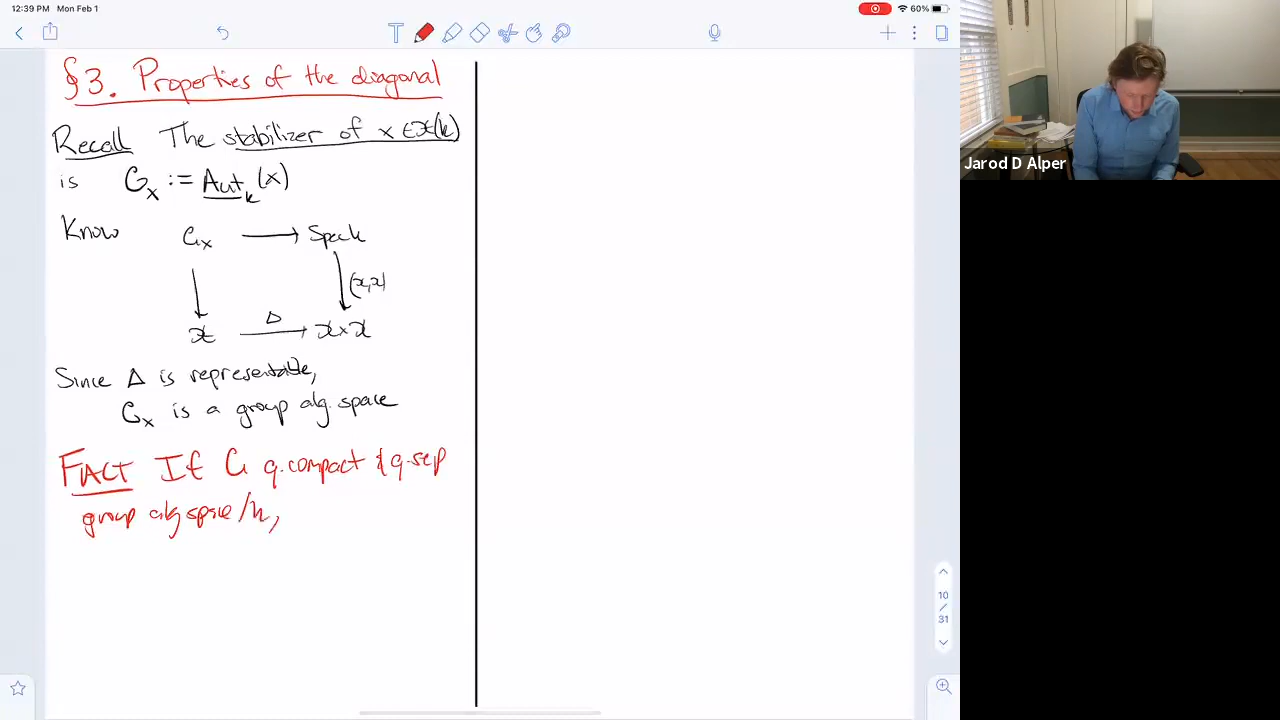 12:39 PM Mon Feb 1
60%
§3. Properties of the diagonal
Recall The stabilizer of x ∈ 𝒳(k)
is G_x := Aut_k(x)
Know G_x → Spec k
(x,x)
Δ
𝒳 → 𝒳×𝒳
Since Δ is representable,
G_x is a group alg. space
FACT If G q.compact & q.sep
group alg space/k,
10
/
31
Jarod D Alper